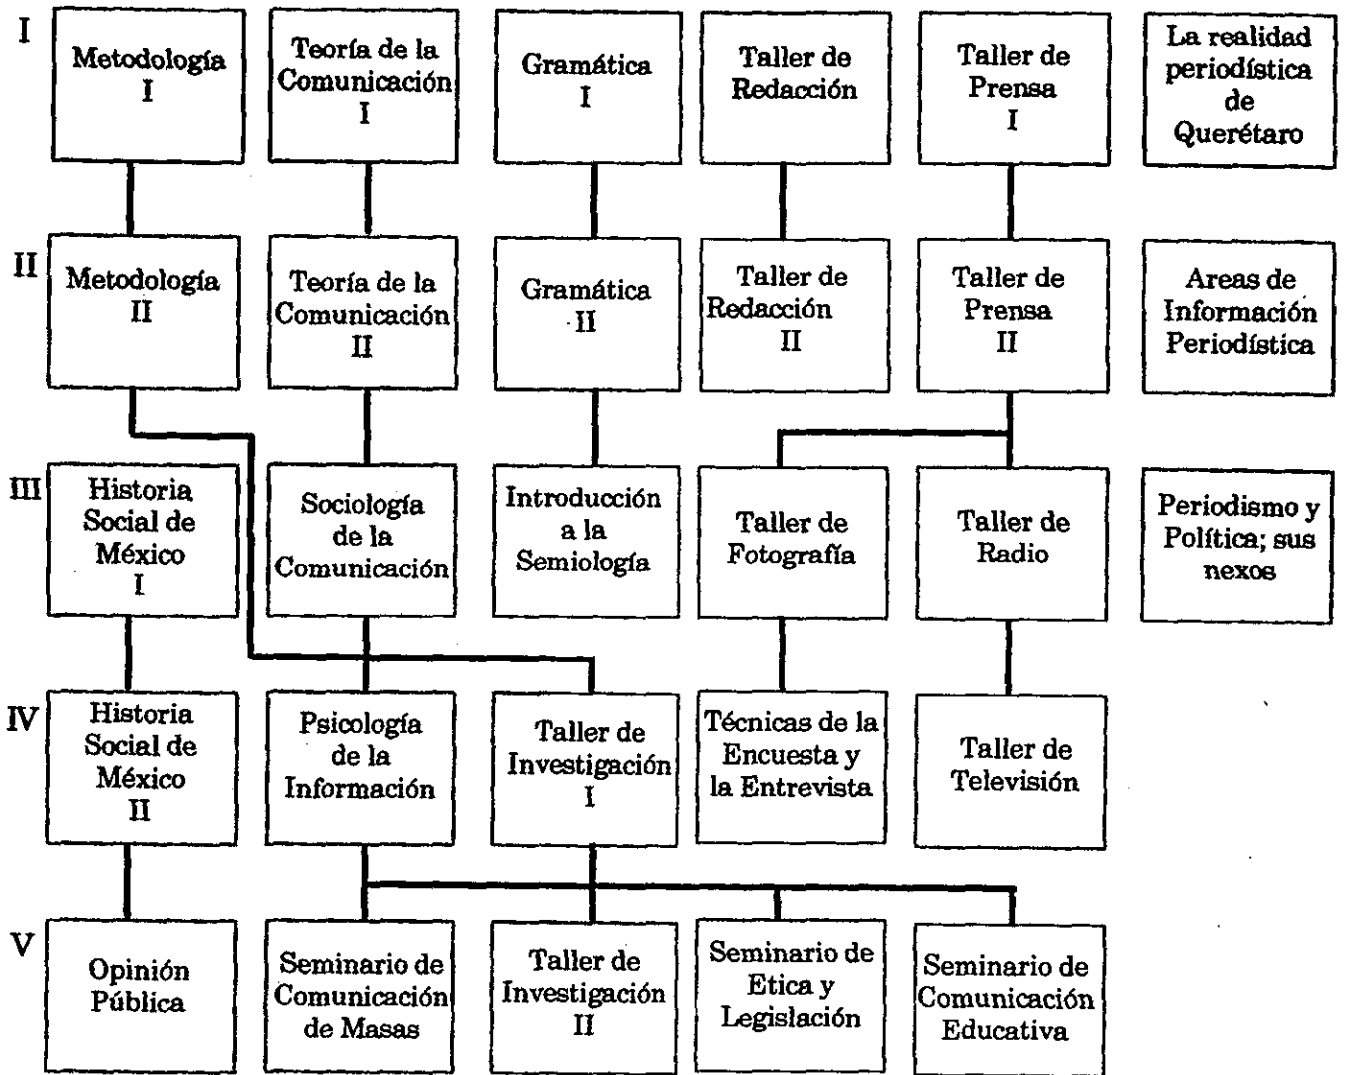 I
Metodología
I
Teoría de la
Comunicación
I
Gramática
I
Taller de
Redacción
Taller de
Prensa
I
La realidad
periodística
de
Querétaro
II
Metodología
II
Teoría de la
Comunicación
II
Gramática
II
Taller de
Redacción
II
Taller de
Prensa
II
Areas de
Información
Periodística
III
Historia
Social de
México
I
Sociología
de la
Comunicación
Introducción
a la
Semiología
Taller de
Fotografía
Taller de
Radio
Periodismo y
Política; sus
nexos
IV
Historia
Social de
México
II
Psicología
de la
Información
Taller de
Investigación
I
Técnicas de la
Encuesta y
la Entrevista
Taller de
Televisión
V
Opinión
Pública
Seminario de
Comunicación
de Masas
Taller de
Investigación
II
Seminario de
Etica y
Legislación
Seminario de
Comunicación
Educativa